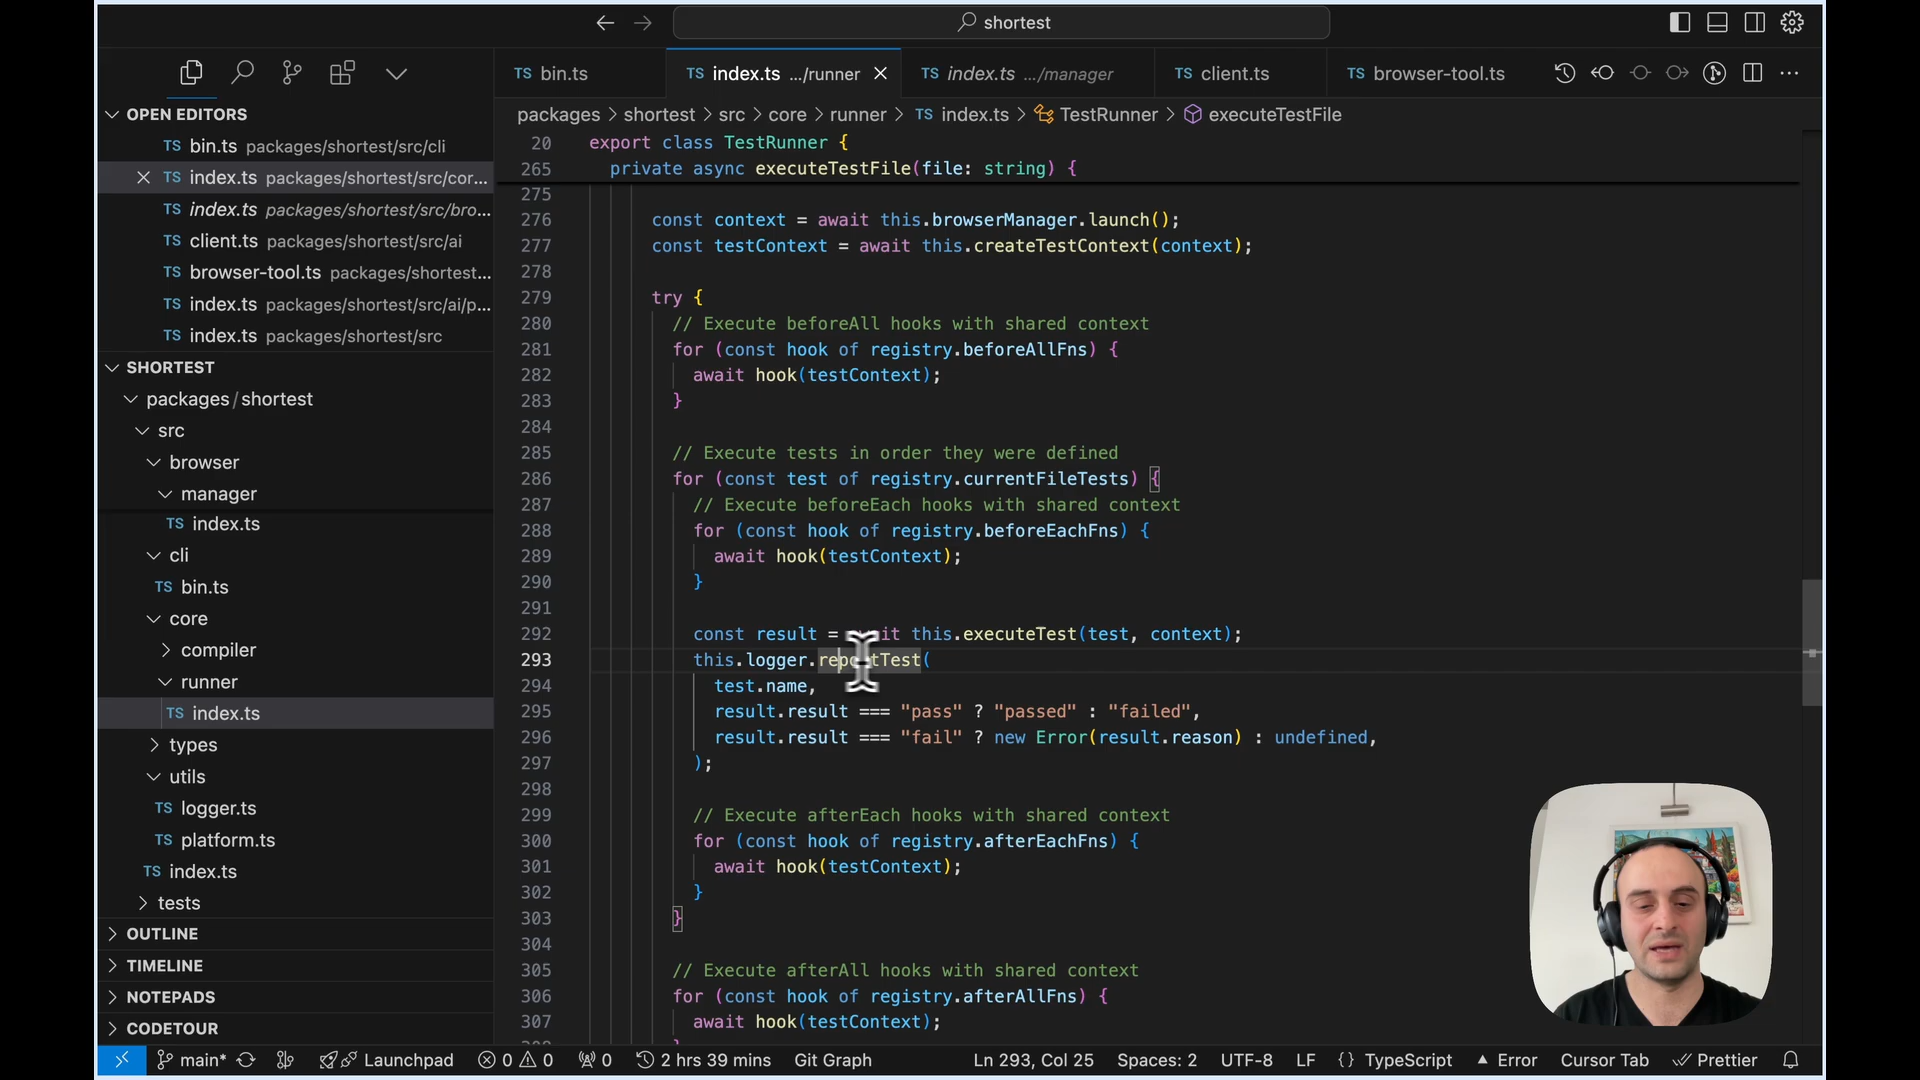 shortest
TS bin.ts
TS index.ts .../runner
TS index.ts .../manager
TS client.ts
TS browser-tool.ts
OPEN EDITORS
TS bin.ts packages/shortest/src/cli
TS index.ts packages/shortest/src/cor...
TS index.ts packages/shortest/src/bro...
TS client.ts packages/shortest/src/ai
TS browser-tool.ts packages/shortest...
TS index.ts packages/shortest/src/ai/p...
TS index.ts packages/shortest/src
SHORTEST
packages/shortest
src
browser
manager
TS index.ts
cli
TS bin.ts
core
compiler
runner
TS index.ts
types
utils
TS logger.ts
TS platform.ts
TS index.ts
tests
OUTLINE
TIMELINE
NOTEPADS
CODETOUR
packages > shortest > src > core > runner > TS index.ts > TestRunner > executeTestFile
20 export class TestRunner {
265 private async executeTestFile(file: string) {
275
276 const context = await this.browserManager.launch();
277 const testContext = await this.createTestContext(context);
278
279 try {
280 // Execute beforeAll hooks with shared context
281 for (const hook of registry.beforeAllFns) {
282 await hook(testContext);
283 }
284
285 // Execute tests in order they were defined
286 for (const test of registry.currentFileTests) {
287 // Execute beforeEach hooks with shared context
288 for (const hook of registry.beforeEachFns) {
289 await hook(testContext);
290 }
291
292 const result = await this.executeTest(test, context);
293 this.logger.reportTest(
294 test.name,
295 result.result === "pass" ? "passed" : "failed",
296 result.result === "fail" ? new Error(result.reason) : undefined,
297 );
298
299 // Execute afterEach hooks with shared context
300 for (const hook of registry.afterEachFns) {
301 await hook(testContext);
302 }
303 }
304
305 // Execute afterAll hooks with shared context
306 for (const hook of registry.afterAllFns) {
307 await hook(testContext);
main* Launchpad 0 0 0 2 hrs 39 mins Git Graph Ln 293, Col 25 Spaces: 2 UTF-8 LF {} TypeScript Error Cursor Tab Prettier